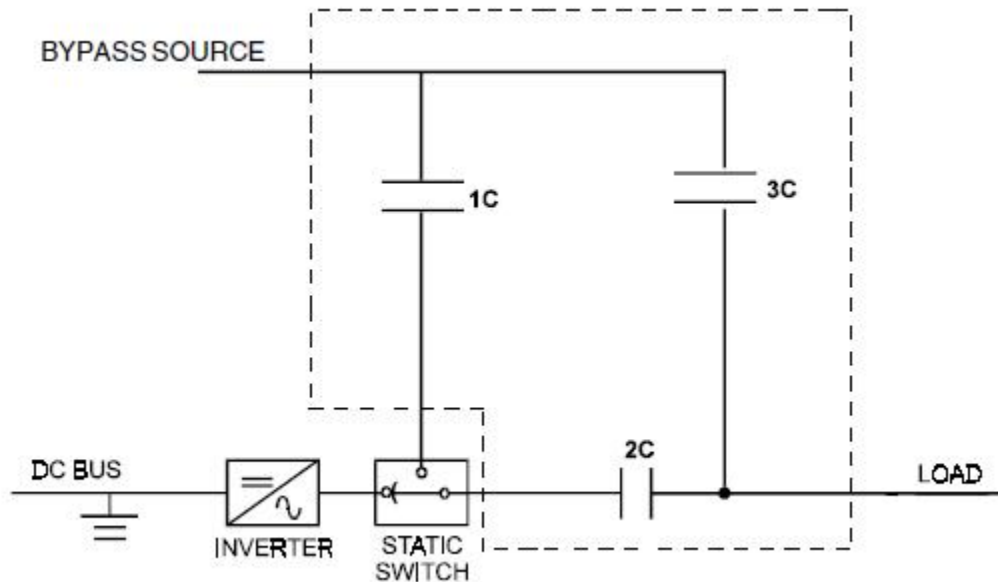 BYPASS SOURCE
1C
3C
2C
DC BUS
LOAD
INVERTER
STATIC
SWITCH